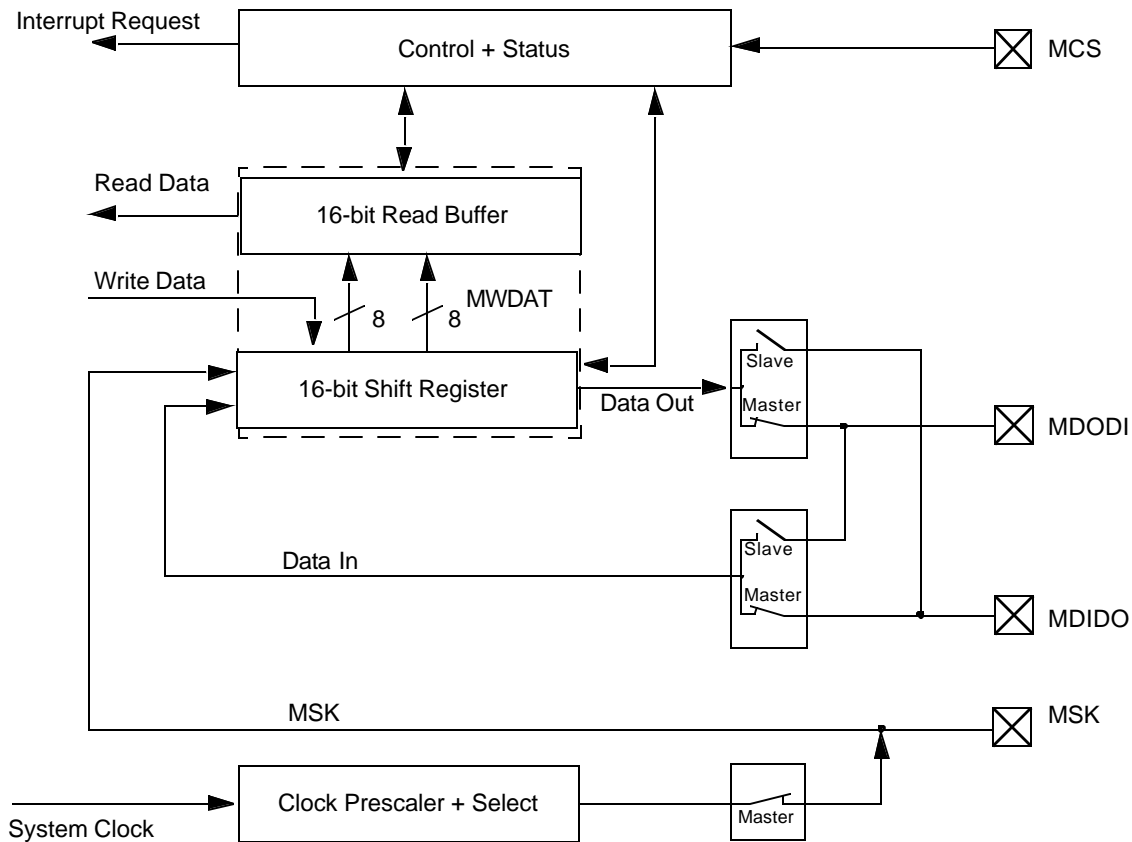 Interrupt Request
Control + Status
MCS
Read Data
16-bit Read Buffer
Write Data
MWDAT
8
8
Slave
16-bit Shift Register
Data Out
Master
MDODI
Slave
Data In
Master
MDIDO
MSK
MSK
Clock Prescaler + Select
Master
System Clock